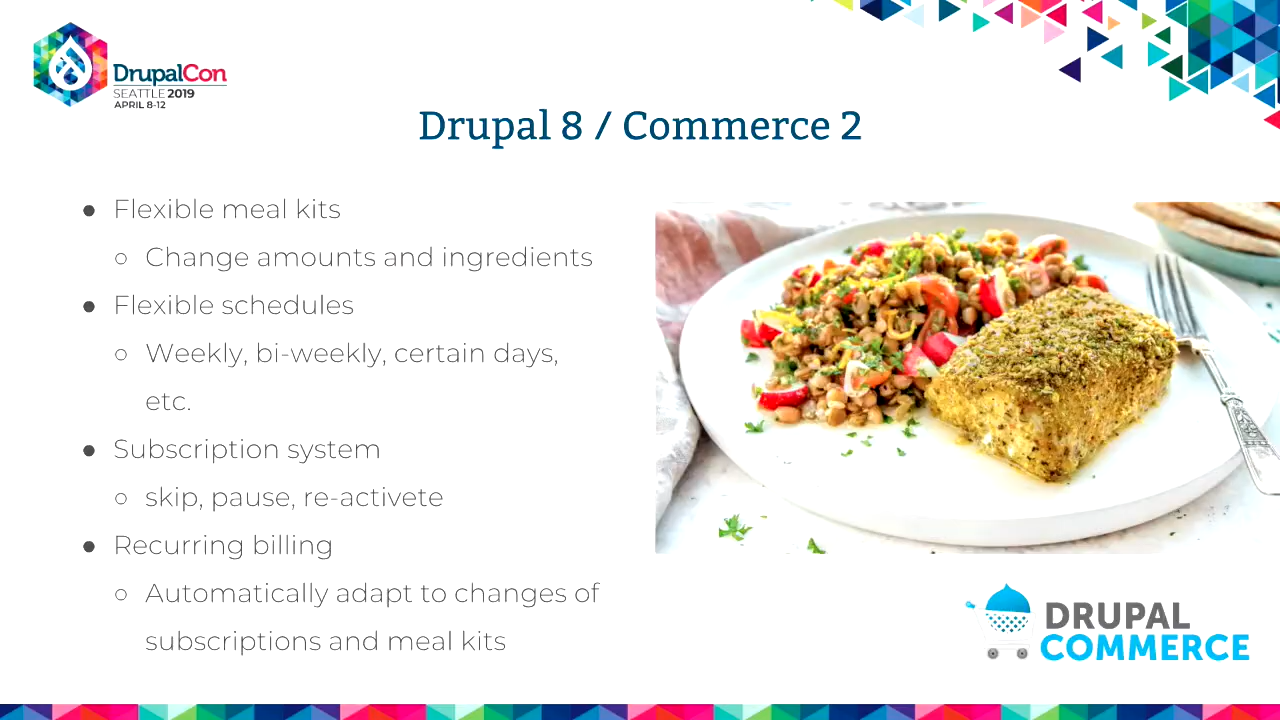 DrupalCon
SEATTLE 2019
APRIL 8-12
Drupal 8 / Commerce 2
● Flexible meal kits
○ Change amounts and ingredients
● Flexible schedules
○ Weekly, bi-weekly, certain days,
etc.
● Subscription system
○ skip, pause, re-activete
● Recurring billing
○ Automatically adapt to changes of
subscriptions and meal kits
DRUPAL
COMMERCE